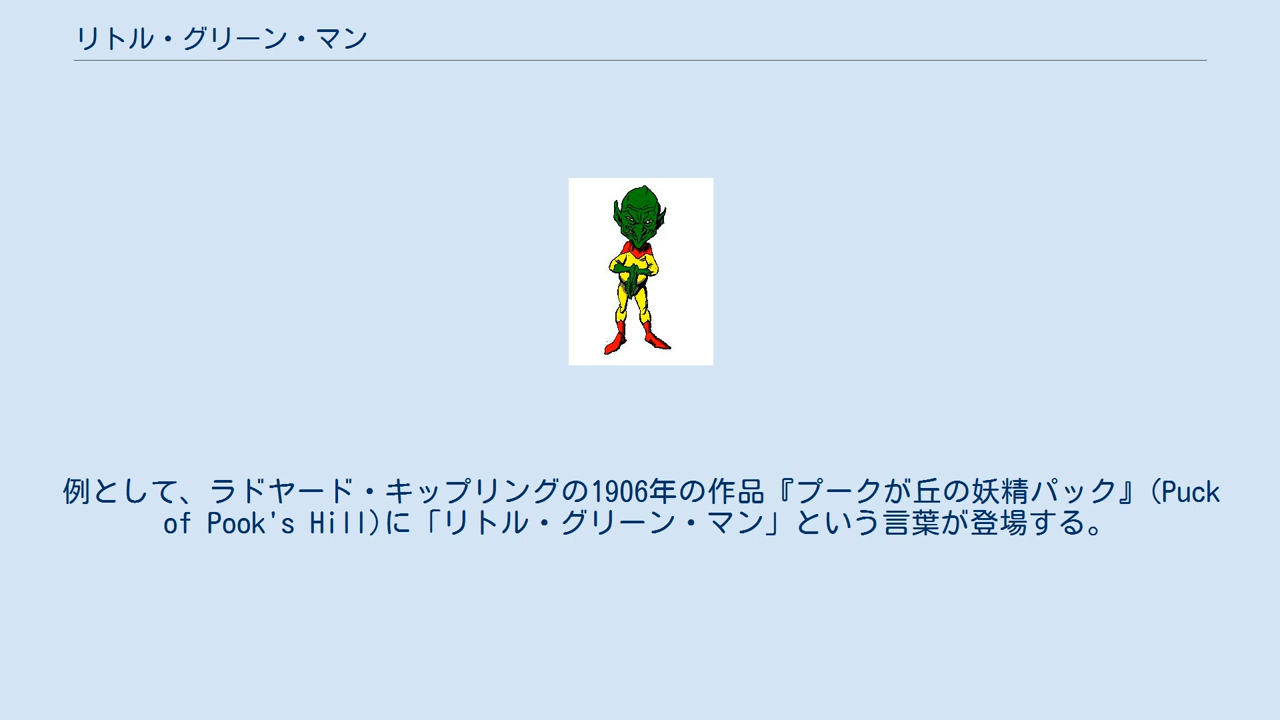 リトル・グリーン・マン
例として、ラドヤード・キップリングの1906年の作品『プークが丘の妖精パック』(Puck
of Pook's Hill)に「リトル・グリーン・マン」という言葉が登場する。